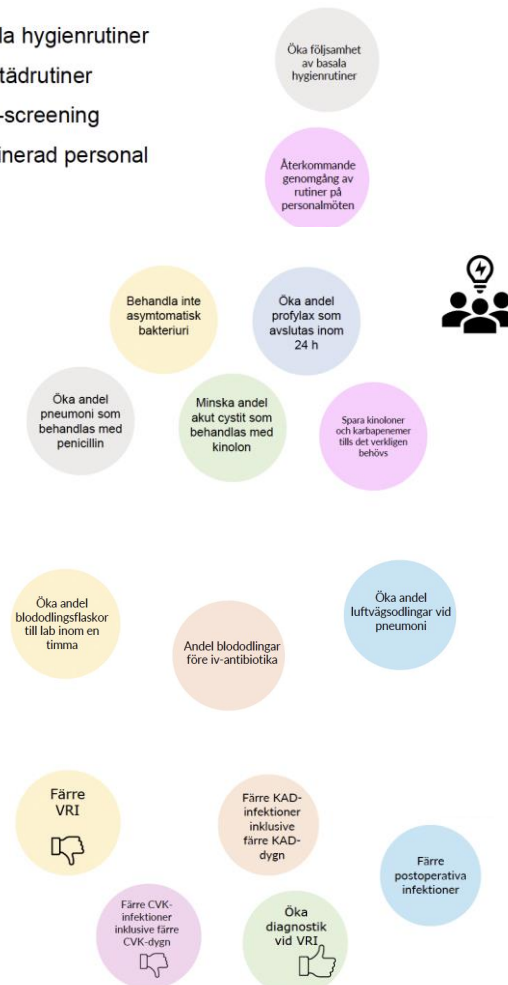 la hygienrutiner
tädrutiner
-screening
inerad personal
Öka följsamhet
av basala
hygienrutiner
Återkommande
genomgång av
rutiner på
personalmöten
Behandla inte
asymtomatisk
bakteriuri
Öka andel
profylax som
avslutas inom
24 h
Öka andel
pneumoni som
behandlas med
penicillin
Minska andel
akut cystit som
behandlas med
kinolon
Spara kinoloner
och karbapenemer
tills det verkligen
behövs
Öka andel
blododlingsflaskor
till lab inom en
timma
Andel blododlingar
före iv-antibiotika
Öka andel
luftvägsodlingar vid
pneumoni
Färre
VRI
Färre KAD-
infektioner
inklusive
färre KAD-
dygn
Färre
postoperativa
infektioner
Färre CVK-
infektioner
inklusive färre
CVK-dygn
Öka
diagnostik
vid VRI